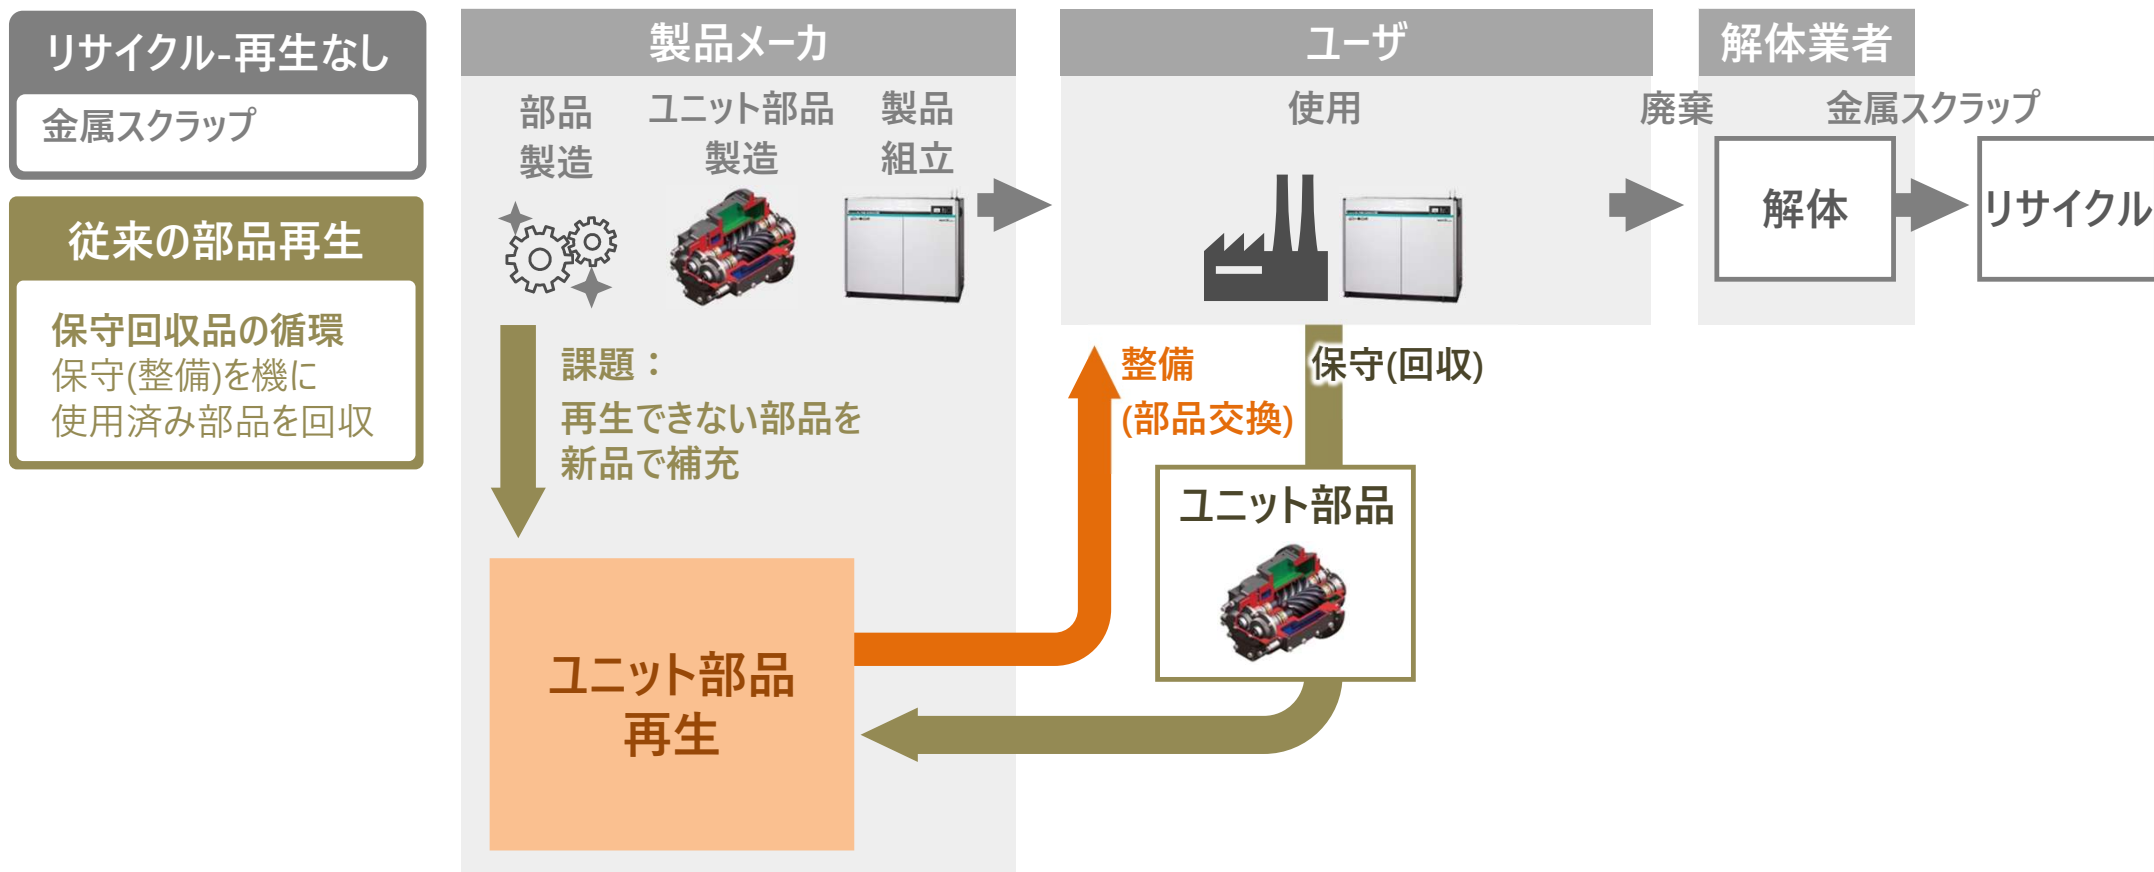 リサイクル-再生なし
金属スクラップ
従来の部品再生
保守回収品の循環
保守(整備)を機に
使用済み部品を回収
製品メーカ
部品
製造
ユニット部品
製造
製品
組立
課題：
再生できない部品を
新品で補充
ユニット部品
再生
ユーザ
使用
整備
(部品交換)
保守(回収)
ユニット部品
廃棄
解体業者
解体
金属スクラップ
リサイクル